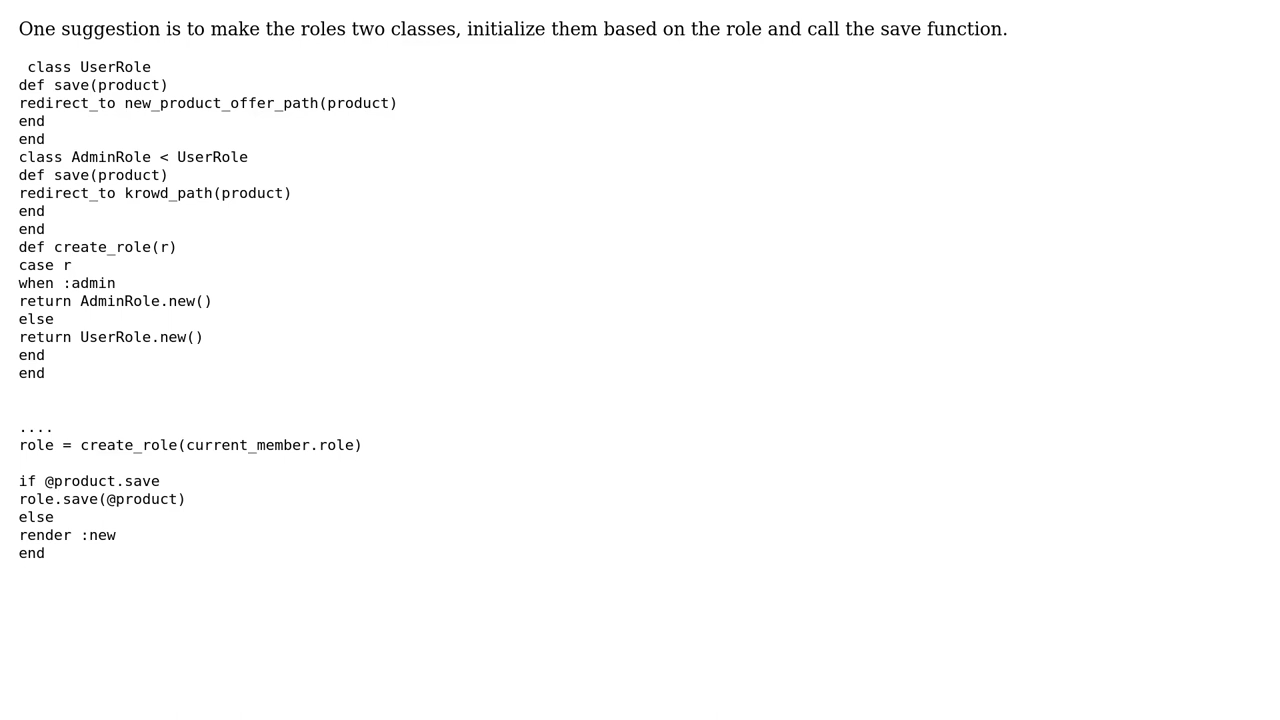 One suggestion is to make the roles two classes, initialize them based on the role and call the save function.
class UserRole
def save(product)
redirect_to new_product_offer_path(product)
end
end
class AdminRole < UserRole
def save(product)
redirect_to krowd_path(product)
end
end
def create_role(r)
case r
when :admin
return AdminRole.new()
else
return UserRole.new()
end
end
....
role = create_role(current_member.role)
if @product.save
role.save(@product)
else
render :new
end